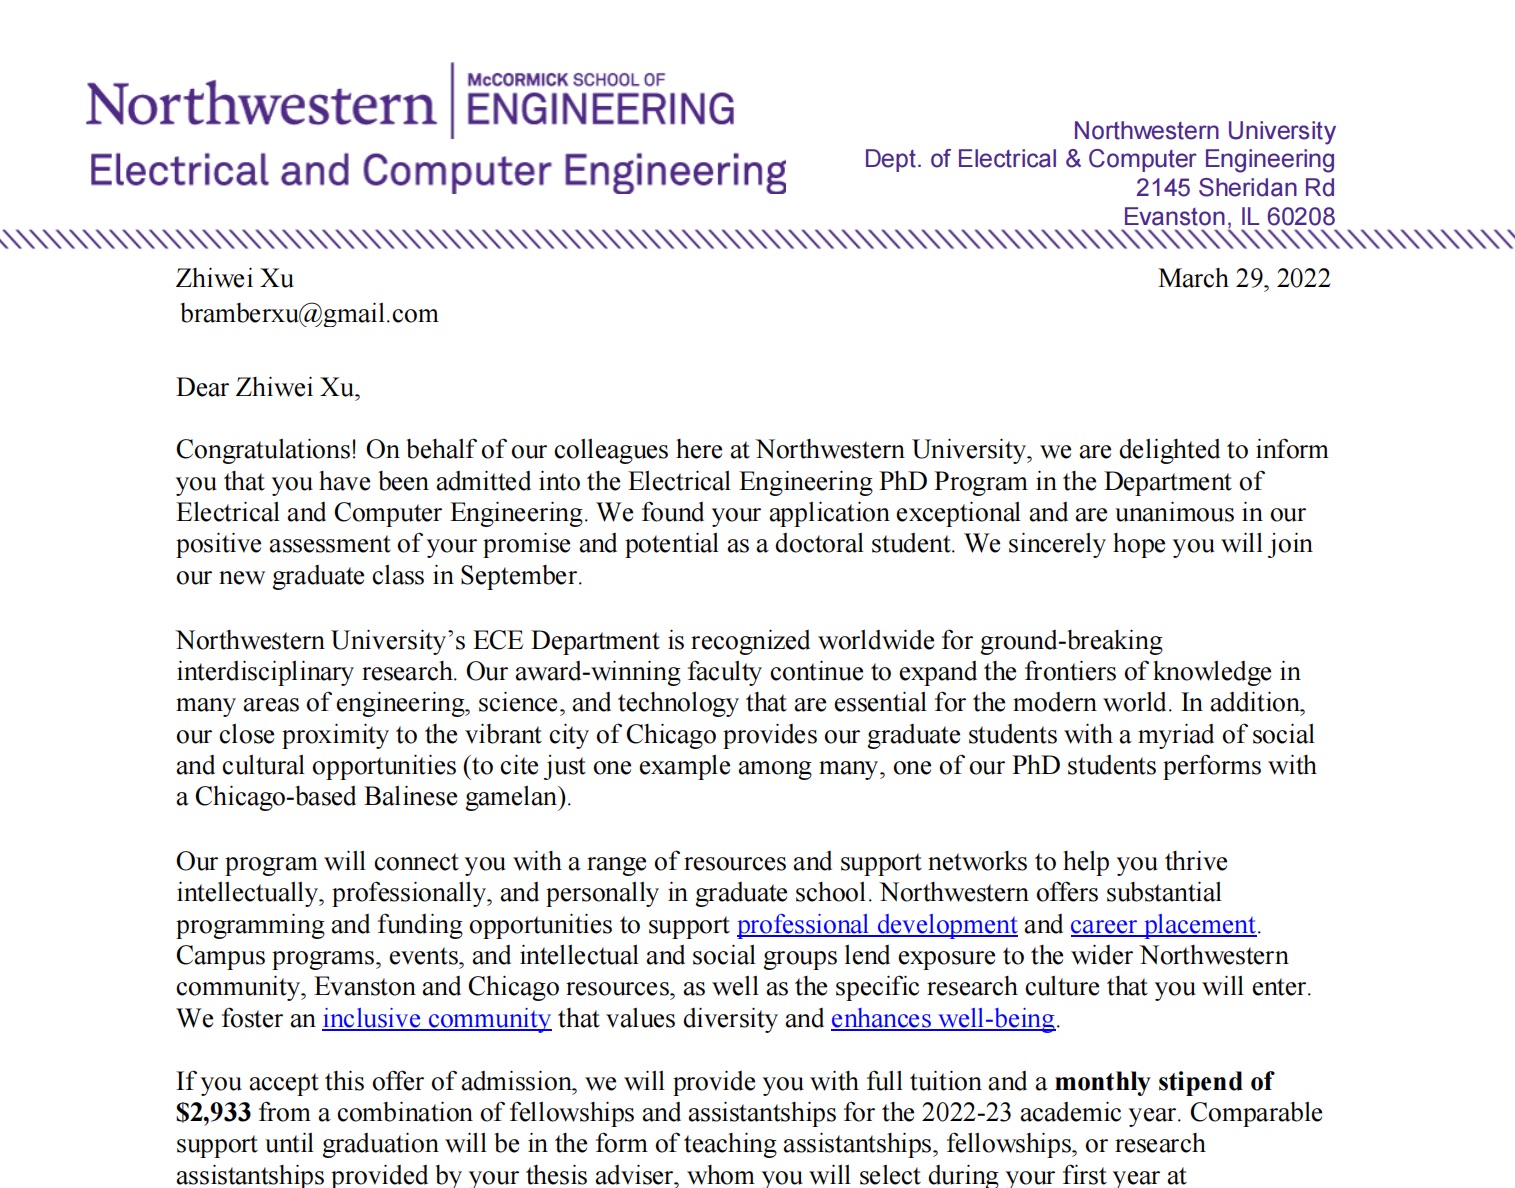 Northwestern
McCORMICK SCHOOL OF
ENGINEERING
Electrical and Computer Engineering
Northwestern University
Dept. of Electrical & Computer Engineering
2145 Sheridan Rd
Evanston, IL 60208
Zhiwei Xu
March 29, 2022
bramberxu@gmail.com
Dear Zhiwei Xu,
Congratulations! On behalf of our colleagues here at Northwestern University, we are delighted to inform
you that you have been admitted into the Electrical Engineering PhD Program in the Department of
Electrical and Computer Engineering. We found your application exceptional and are unanimous in our
positive assessment of your promise and potential as a doctoral student. We sincerely hope you will join
our new graduate class in September.
Northwestern University’s ECE Department is recognized worldwide for ground-breaking
interdisciplinary research. Our award-winning faculty continue to expand the frontiers of knowledge in
many areas of engineering, science, and technology that are essential for the modern world. In addition,
our close proximity to the vibrant city of Chicago provides our graduate students with a myriad of social
and cultural opportunities (to cite just one example among many, one of our PhD students performs with
a Chicago-based Balinese gamelan).
Our program will connect you with a range of resources and support networks to help you thrive
intellectually, professionally, and personally in graduate school. Northwestern offers substantial
programming and funding opportunities to support professional development and career placement.
Campus programs, events, and intellectual and social groups lend exposure to the wider Northwestern
community, Evanston and Chicago resources, as well as the specific research culture that you will enter.
We foster an inclusive community that values diversity and enhances well-being.
If you accept this offer of admission, we will provide you with full tuition and a monthly stipend of
$2,933 from a combination of fellowships and assistantships for the 2022-23 academic year. Comparable
support until graduation will be in the form of teaching assistantships, fellowships, or research
assistantships provided by your thesis adviser, whom you will select during your first year at